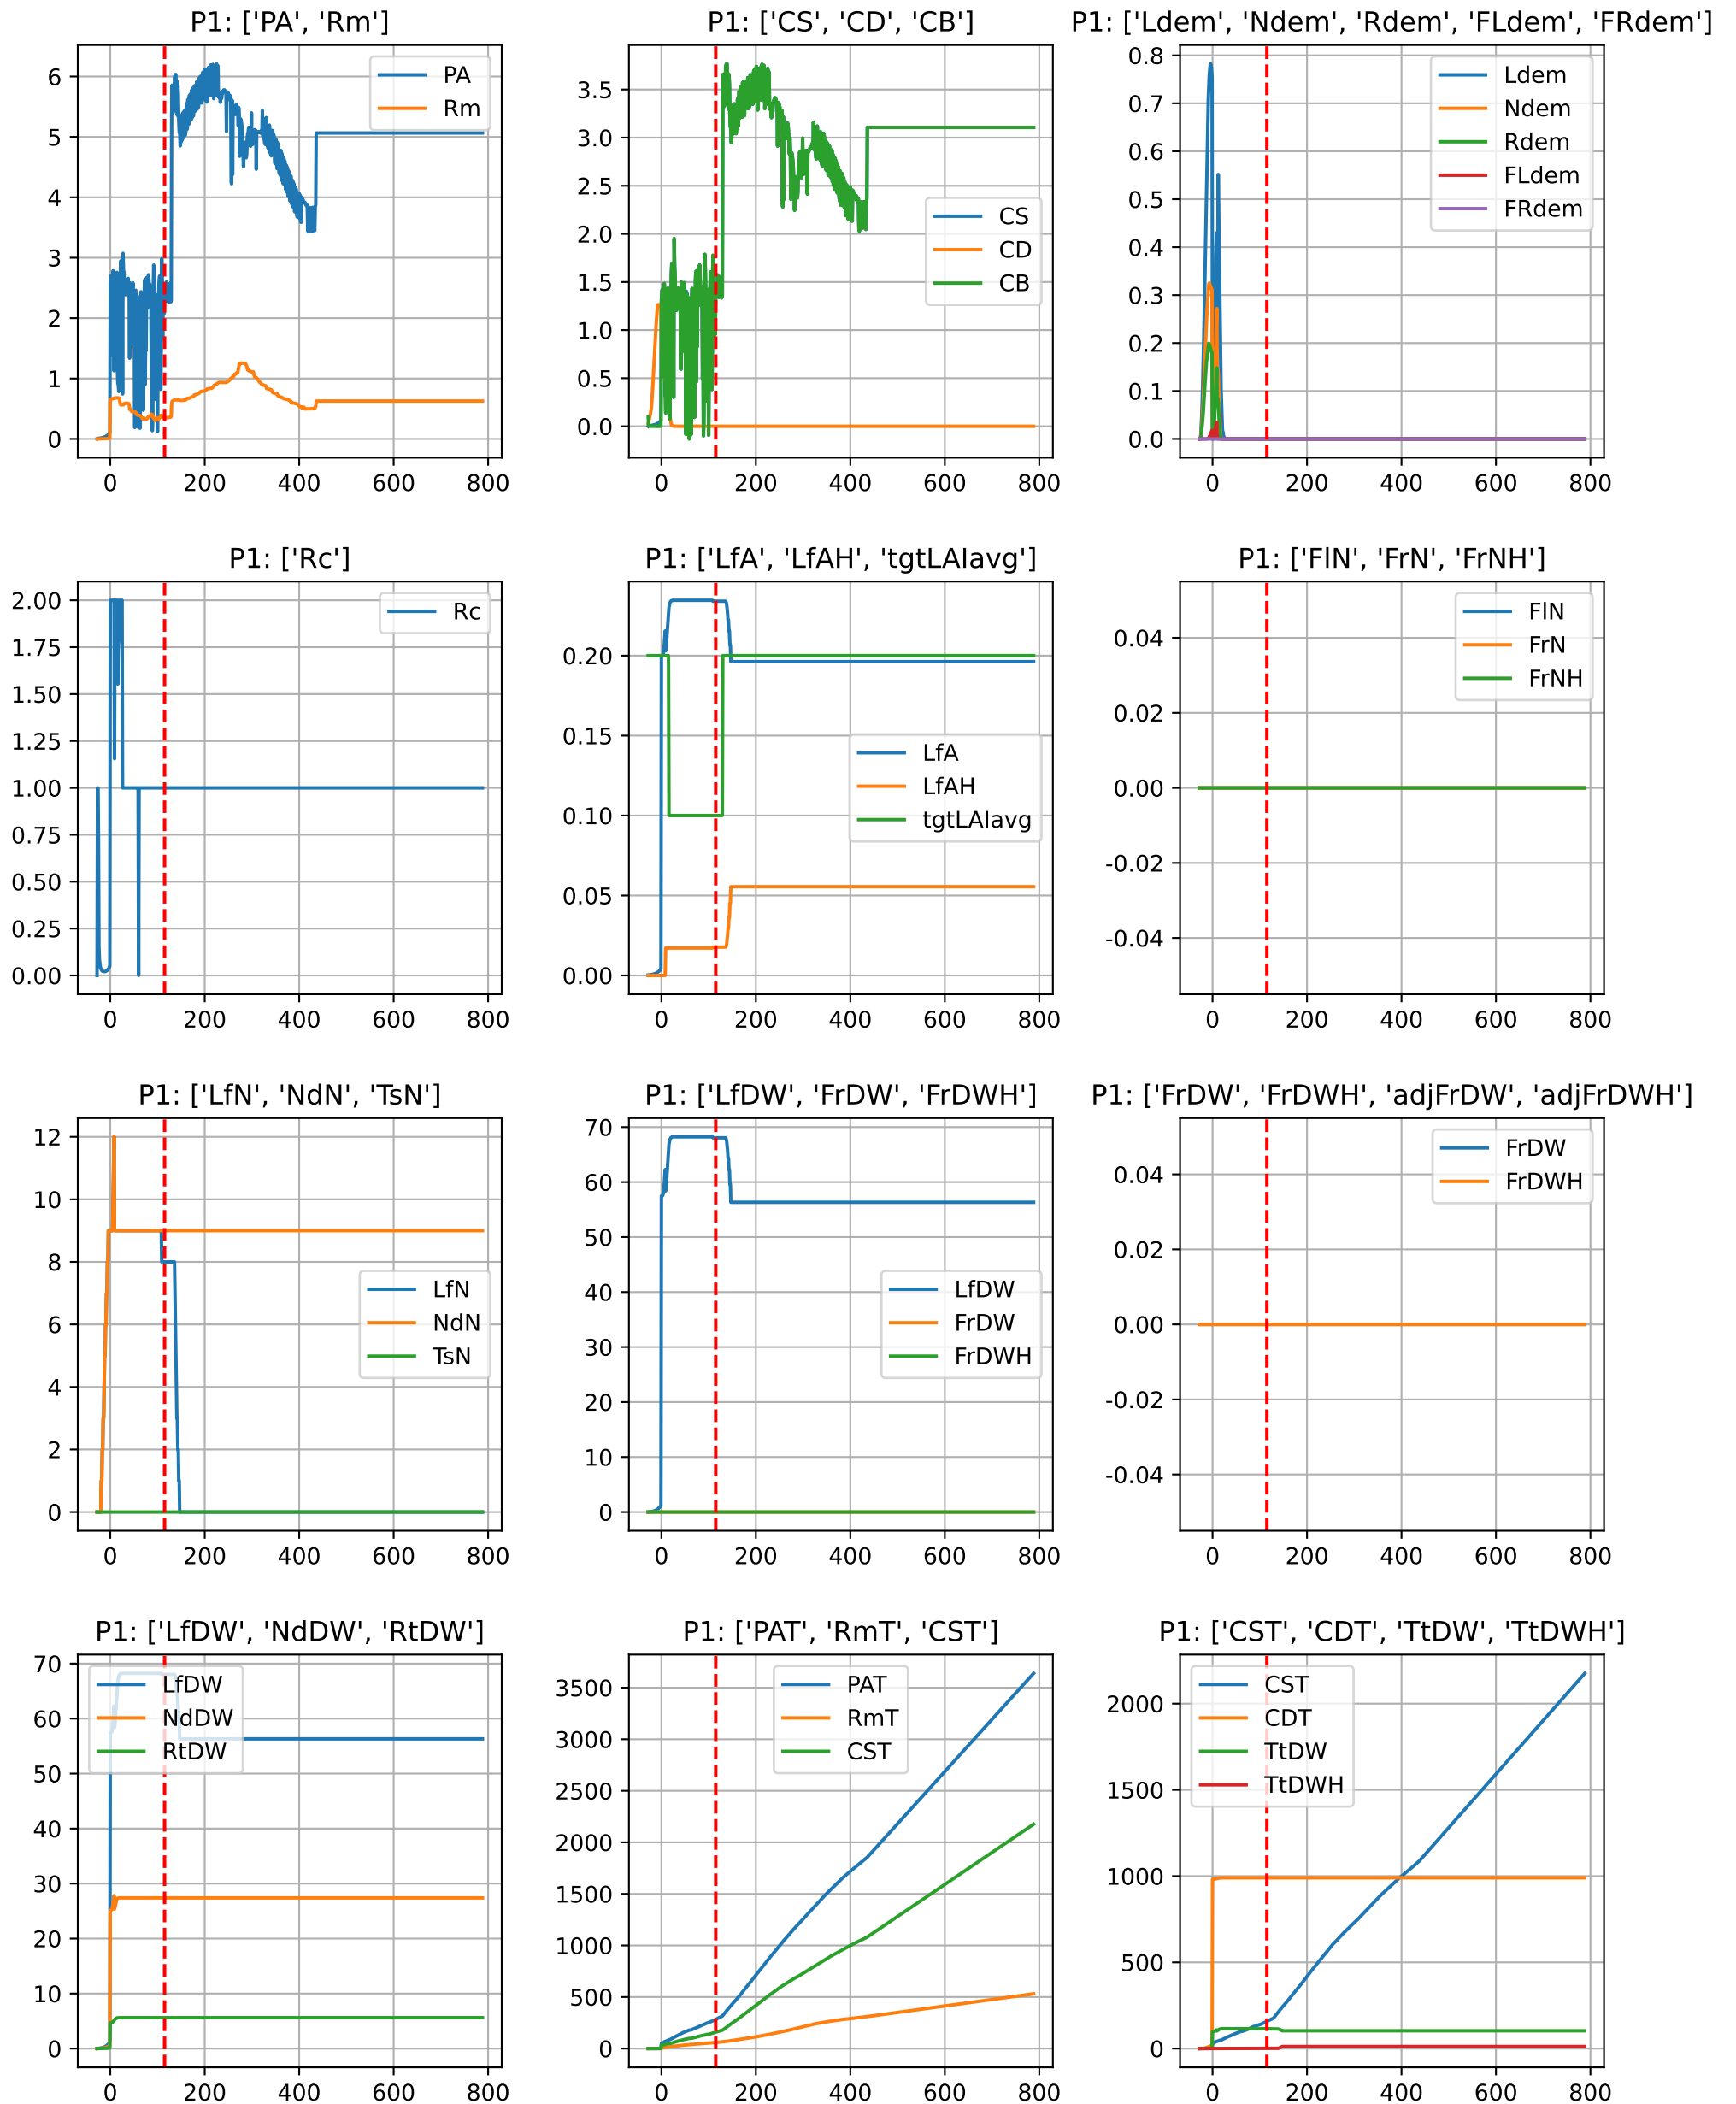 P1: ['PA', 'Rm']
6
5
4
3
2
1
0
PA
Rm
0 200 400 600 800
P1: ['CS', 'CD', 'CB']
3.5
3.0
2.5
2.0
1.5
1.0
0.5
0.0
CS
CD
CB
0 200 400 600 800
P1: ['Ldem', 'Ndem', 'Rdem', 'FLdem', 'FRdem']
0.8
0.7
0.6
0.5
0.4
0.3
0.2
0.1
0.0
Ldem
Ndem
Rdem
FLdem
FRdem
0 200 400 600 800
P1: ['Rc']
2.00
1.75
1.50
1.25
1.00
0.75
0.50
0.25
0.00
Rc
0 200 400 600 800
P1: ['LfA', 'LfAH', 'tgtLAIavg']
0.20
0.15
0.10
0.05
0.00
LfA
LfAH
tgtLAIavg
0 200 400 600 800
P1: ['FlN', 'FrN', 'FrNH']
0.04
0.02
0.00
-0.02
-0.04
FlN
FrN
FrNH
0 200 400 600 800
P1: ['LfN', 'NdN', 'TsN']
12
10
8
6
4
2
0
LfN
NdN
TsN
0 200 400 600 800
P1: ['LfDW', 'FrDW', 'FrDWH']
70
60
50
40
30
20
10
0
LfDW
FrDW
FrDWH
0 200 400 600 800
P1: ['FrDW', 'FrDWH', 'adjFrDW', 'adjFrDWH']
0.04
0.02
0.00
-0.02
-0.04
FrDW
FrDWH
0 200 400 600 800
P1: ['LfDW', 'NdDW', 'RtDW']
70
60
50
40
30
20
10
0
LfDW
NdDW
RtDW
0 200 400 600 800
P1: ['PAT', 'RmT', 'CST']
3500
3000
2500
2000
1500
1000
500
0
PAT
RmT
CST
0 200 400 600 800
P1: ['CST', 'CDT', 'TtDW', 'TtDWH']
2000
1500
1000
500
0
CST
CDT
TtDW
TtDWH
0 200 400 600 800